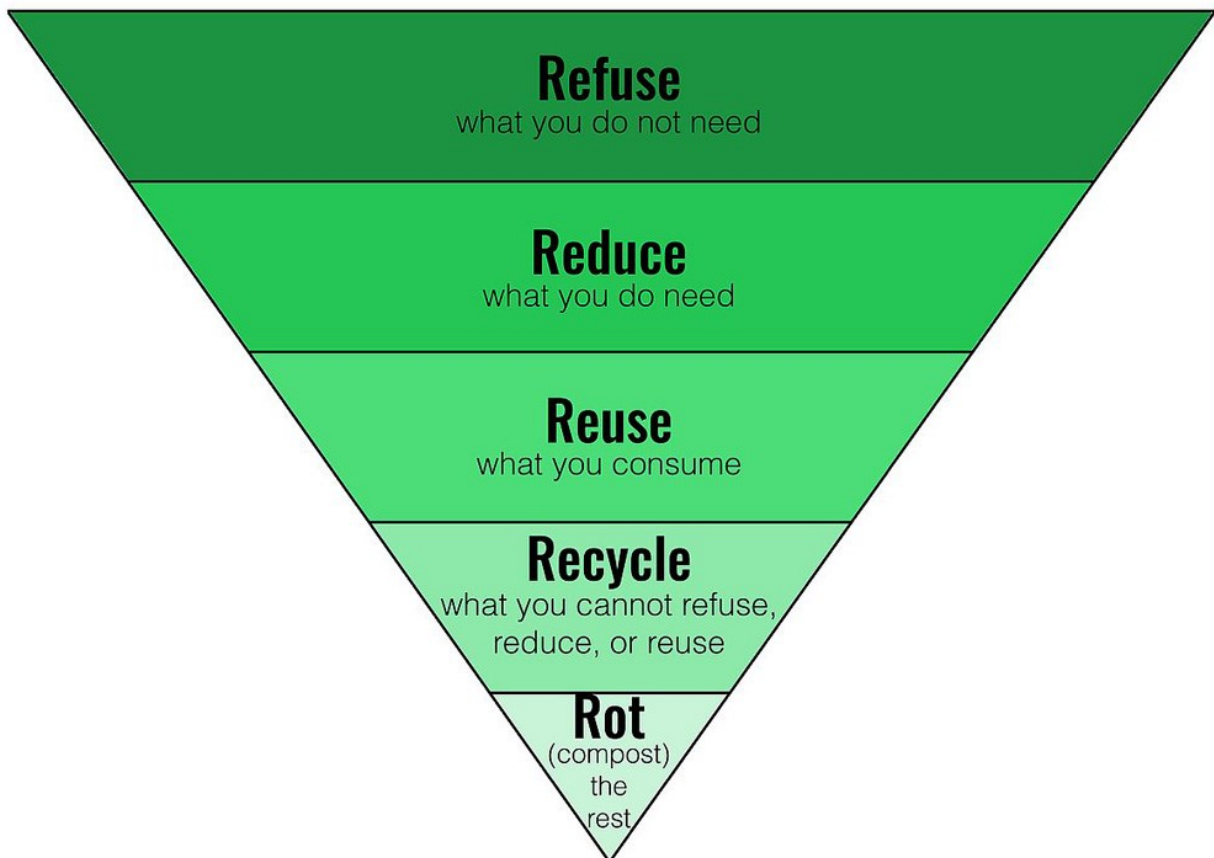 Refuse
what you do not need
Reduce
what you do need
Reuse
what you consume
Recycle
what you cannot refuse,
reduce, or reuse
Rot
(compost)
the
rest